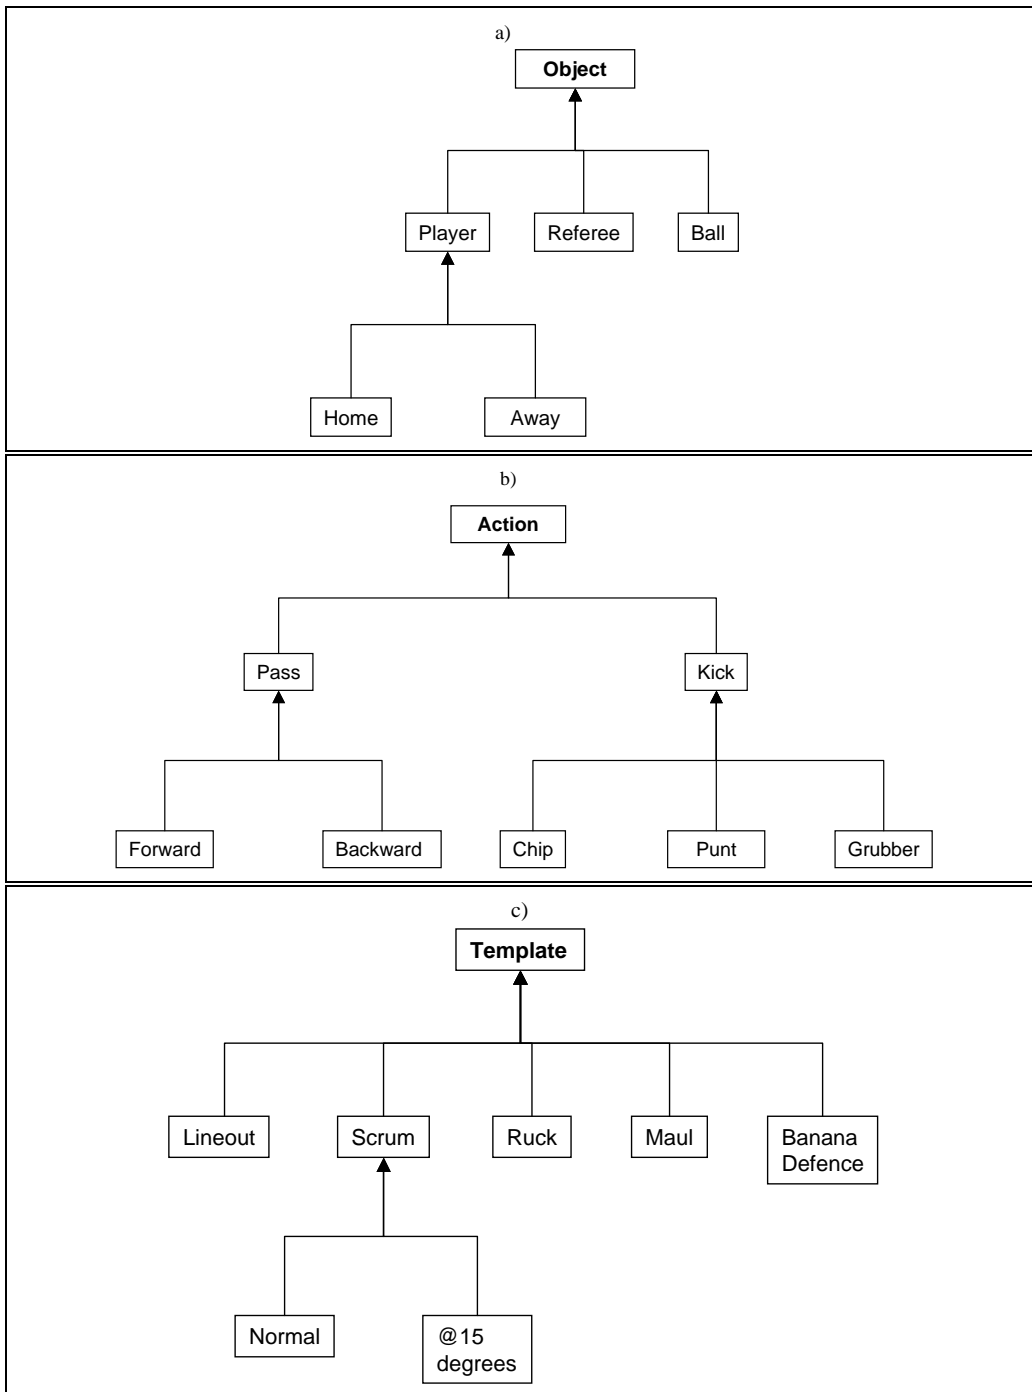 a)
Object
Player
Referee
Ball
Home
Away
b)
Action
Pass
Kick
Forward
Backward
Chip
Punt
Grubber
c)
Template
Lineout
Scrum
Ruck
Maul
Banana
Defence
Normal
@15
degrees